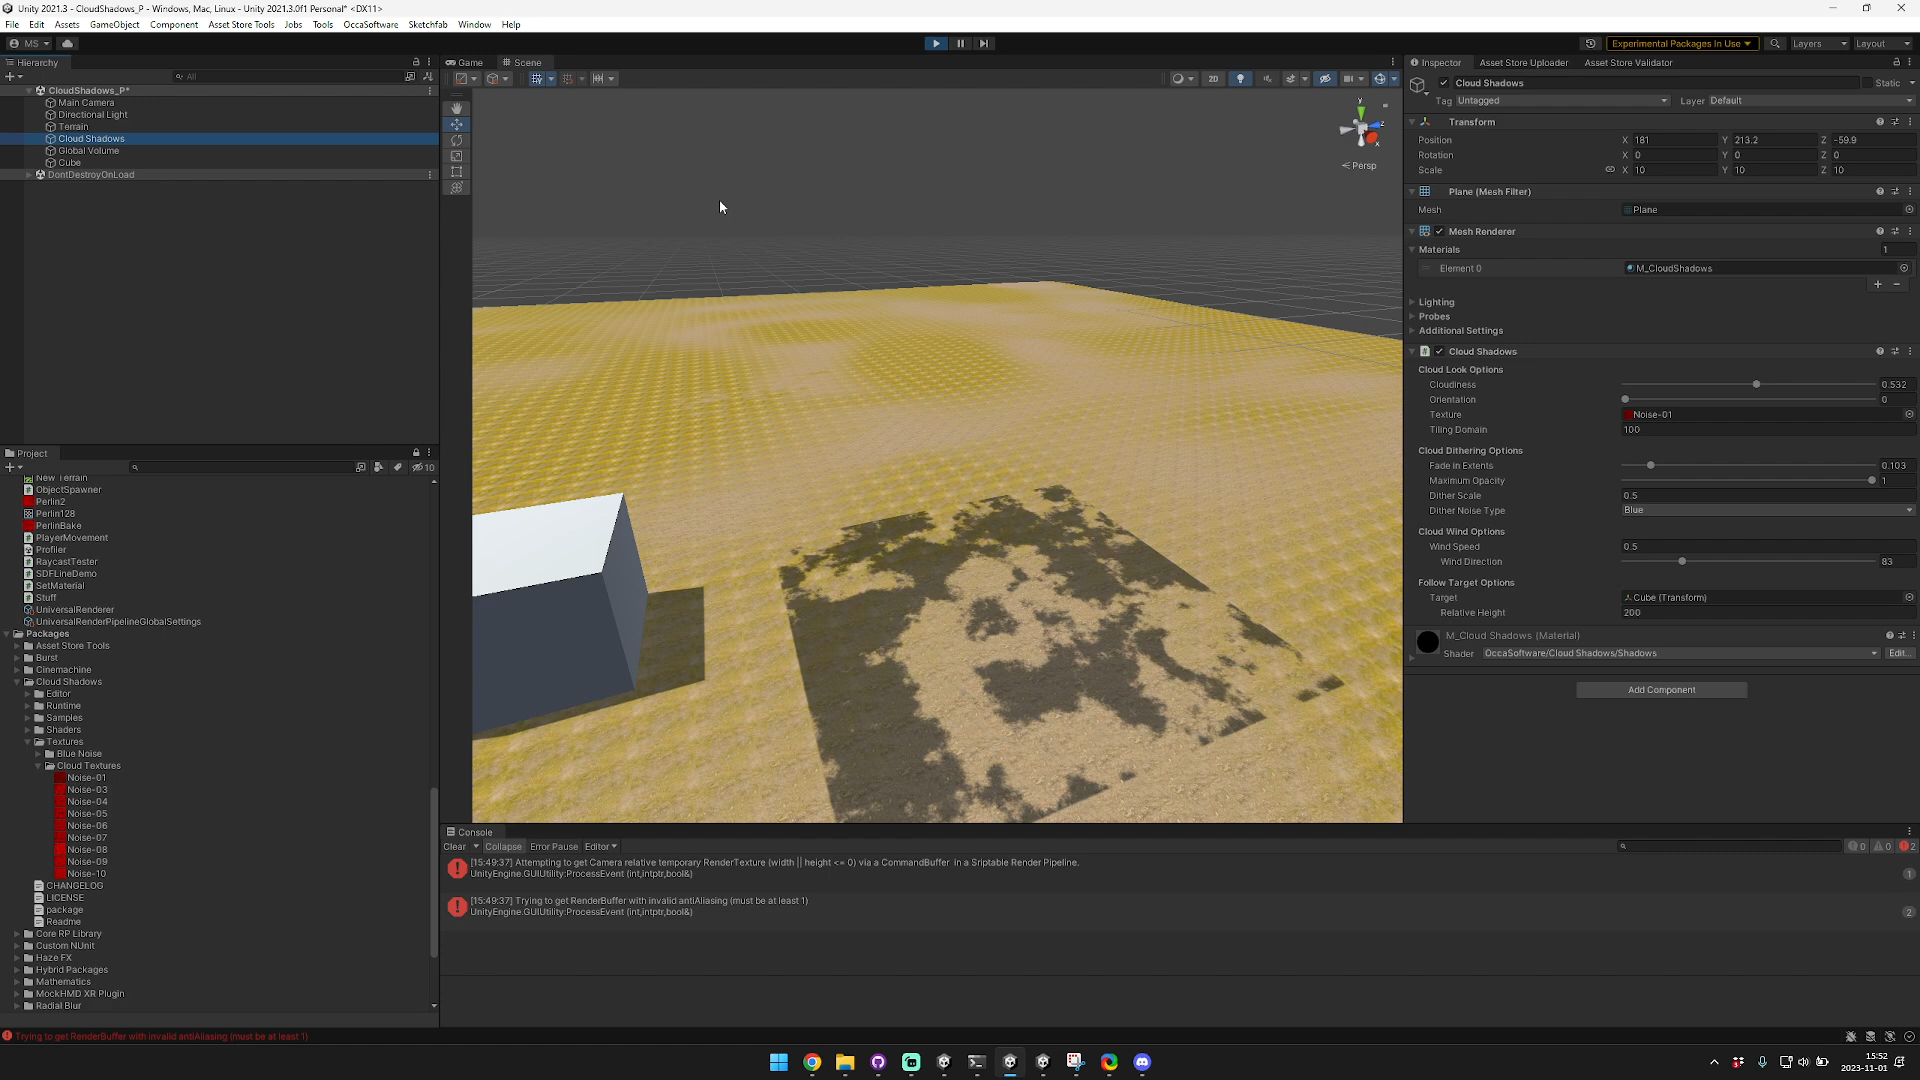 Unity 2021.3 - CloudShadows_P - Windows, Mac, Linux - Unity 2021.3.0f1 Personal* <DX11>
File Edit Assets GameObject Component Asset Store Tools Jobs Tools OccaSoftware Sketchfab Window Help
MS
Experimental Packages In Use
Layers
Layout
Hierarchy
All
CloudShadows_P*
Main Camera
Directional Light
Terrain
Cloud Shadows
Global Volume
Cube
DontDestroyOnLoad
Project
10
New Terrain
ObjectSpawner
Perlin2
Perlin128
PerlinBake
PlayerMovement
Profiler
RaycastTester
SDFLineDemo
SetMaterial
Stuff
UniversalRenderer
UniversalRenderPipelineGlobalSettings
Packages
Asset Store Tools
Burst
Cinemachine
Cloud Shadows
Editor
Runtime
Samples
Shaders
Textures
Blue Noise
Cloud Textures
Noise-01
Noise-03
Noise-04
Noise-05
Noise-06
Noise-07
Noise-08
Noise-09
Noise-10
CHANGELOG
LICENSE
package
Readme
Core RP Library
Custom NUnit
Haze FX
Hybrid Packages
Mathematics
MockHMD XR Plugin
Radial Blur
Game Scene
2D
y
z
x
Persp
Console
Clear Collapse Error Pause Editor
0 0 2
[15:49:37] Attempting to get Camera relative temporary RenderTexture (width || height <= 0) via a CommandBuffer in a Sriptable Render Pipeline.
UnityEngine.GUIUtility:ProcessEvent (int,intptr,bool&)
1
[15:49:37] Trying to get RenderBuffer with invalid antiAliasing (must be at least 1)
UnityEngine.GUIUtility:ProcessEvent (int,intptr,bool&)
2
Inspector Asset Store Uploader Asset Store Validator
Cloud Shadows Static
Tag Untagged Layer Default
Transform
Position X 181 Y 213.2 Z -59.9
Rotation X 0 Y 0 Z 0
Scale X 10 Y 10 Z 10
Plane (Mesh Filter)
Mesh Plane
Mesh Renderer
Materials 1
Element 0 M_CloudShadows
Lighting
Probes
Additional Settings
Cloud Shadows
Cloud Look Options
Cloudiness 0.532
Orientation 0
Texture Noise-01
Tiling Domain 100
Cloud Dithering Options
Fade In Extents 0.103
Maximum Opacity 1
Dither Scale 0.5
Dither Noise Type Blue
Cloud Wind Options
Wind Speed 0.5
Wind Direction 83
Follow Target Options
Target Cube (Transform)
Relative Height 200
M_Cloud Shadows (Material)
Shader OccaSoftware/Cloud Shadows/Shadows Edit...
Add Component
Trying to get RenderBuffer with invalid antiAliasing (must be at least 1)
15:52
2023-11-01